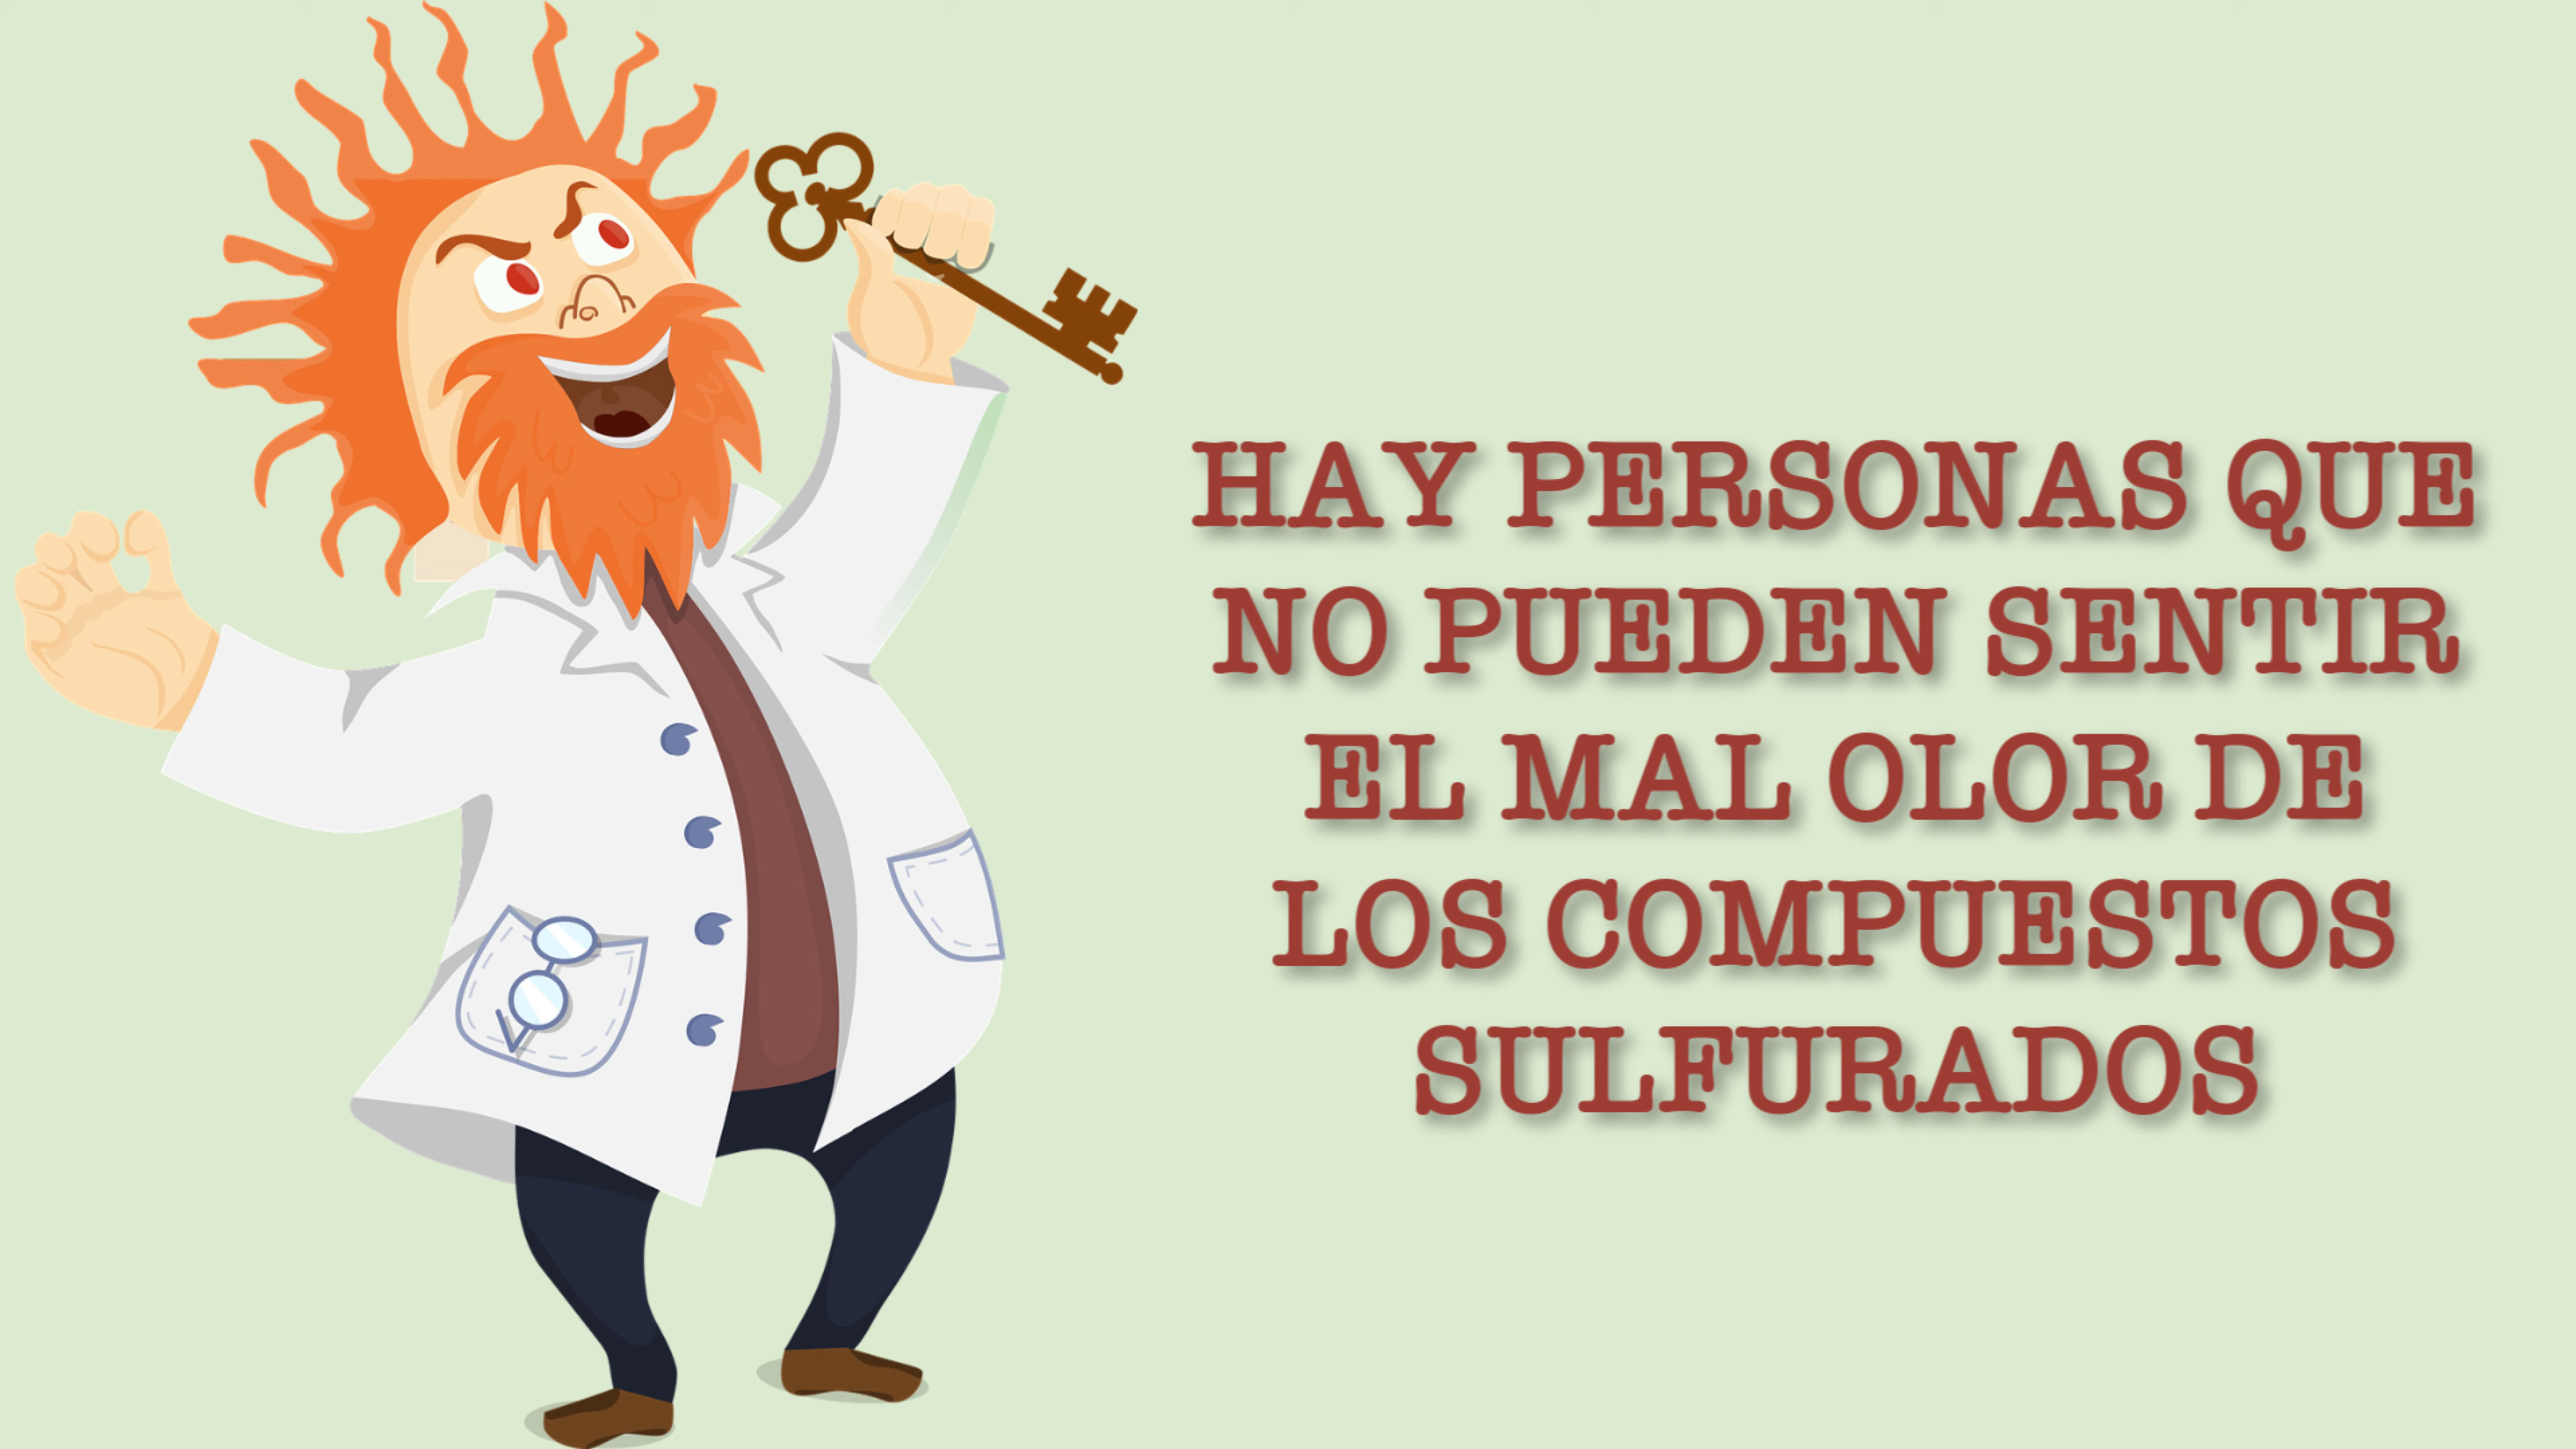 HAY PERSONAS QUE
NO PUEDEN SENTIR
EL MAL OLOR DE
LOS COMPUESTOS
SULFURADOS